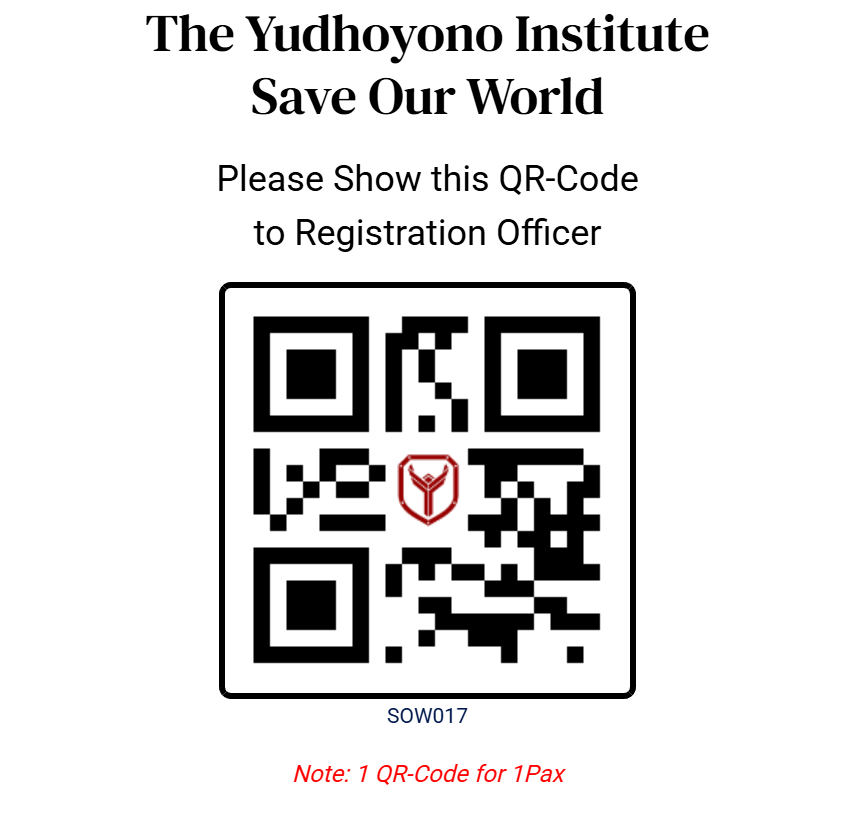 The Yudhoyono Institute
Save Our World
Please Show this QR-Code
to Registration Officer
SOW017
Note: 1 QR-Code for 1Pax